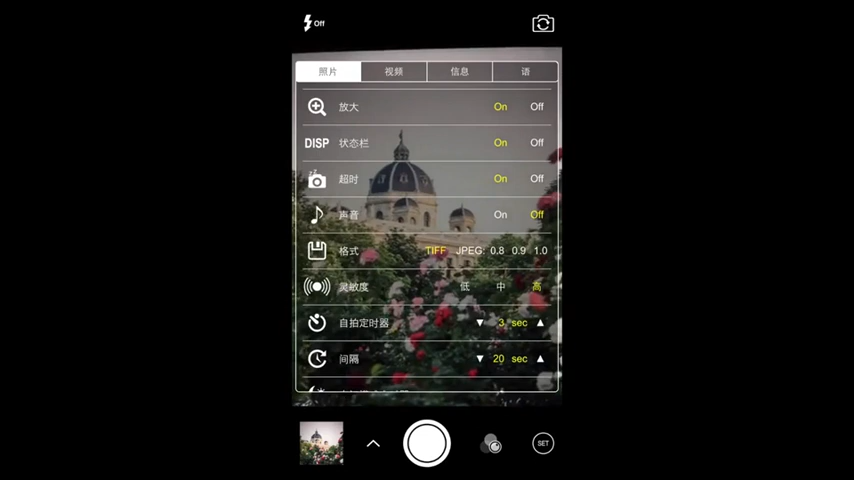 Off
照片 视频 信息 语
放大 On Off
DISP 状态栏 On Off
超时 On Off
声音 On Off
格式 TIFF JPEG: 0.8 0.9 1.0
灵敏度 低 中 高
自拍定时器 ▼ 3 sec ▲
间隔 ▼ 20 sec ▲
SET